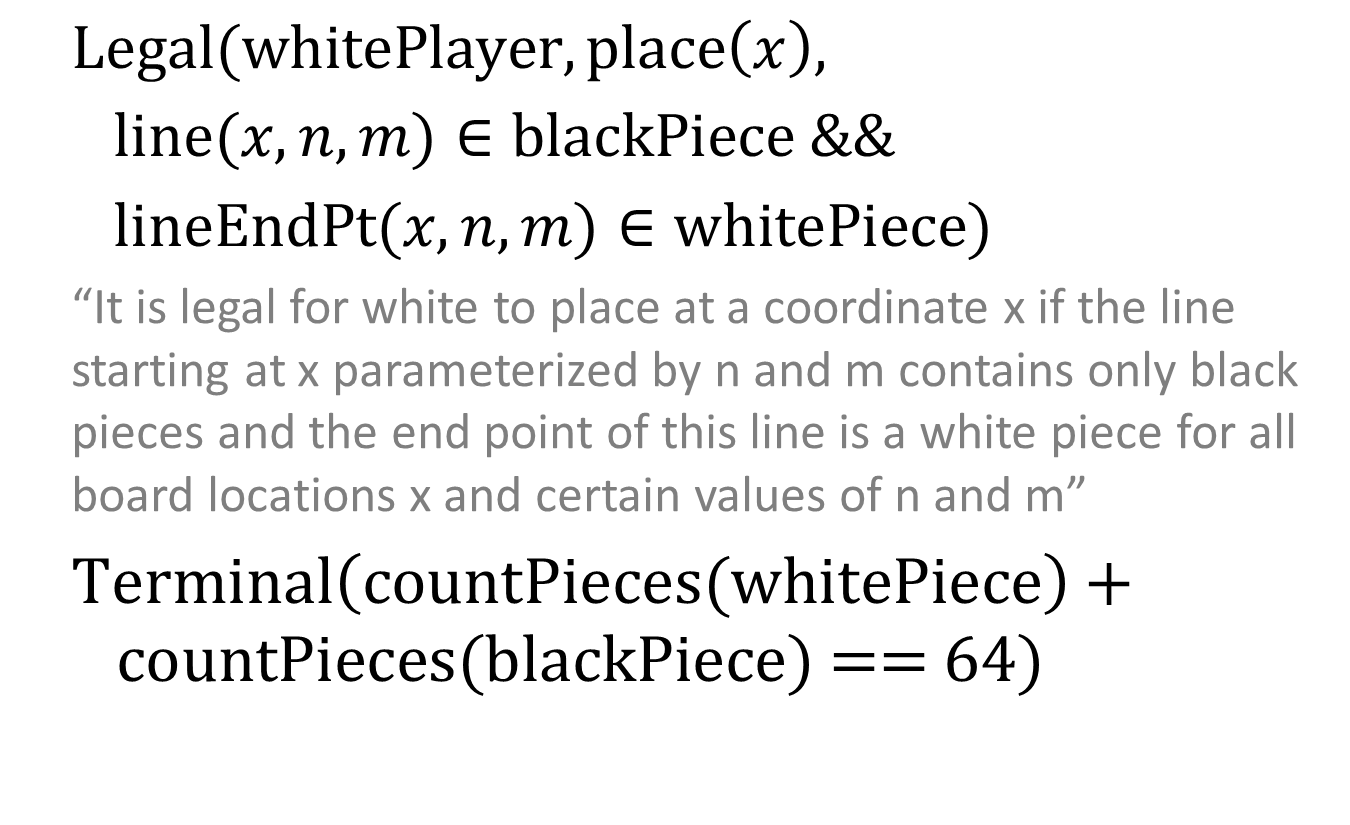 Legal(whitePlayer, place(x),
line(x, n, m) ∈ blackPiece &&
lineEndPt(x, n, m) ∈ whitePiece)
“It is legal for white to place at a coordinate x if the line
starting at x parameterized by n and m contains only black
pieces and the end point of this line is a white piece for all
board locations x and certain values of n and m”
Terminal(countPieces(whitePiece) +
countPieces(blackPiece) == 64)